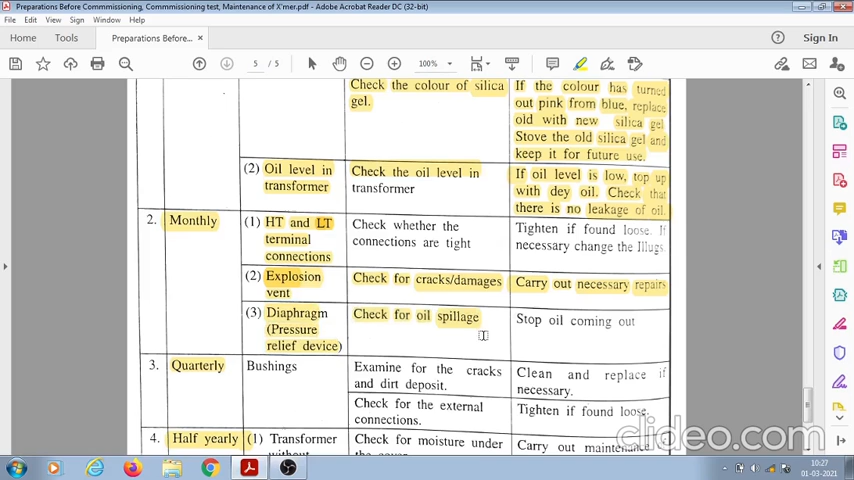 Preparations Before Commmissioning, Commmissioning test, Maintenance of X'mer.pdf - Adobe Acrobat Reader DC (32-bit)
File Edit View Sign Window Help
Home Tools Preparations Before... × Sign In
5 / 5 100%
Check the colour of silica gel.
If the colour has turned
out pink from blue, replace
old with new silica gel
Stove the old silica gel and
keep it for future use.
(2) Oil level in
transformer
Check the oil level in
transformer
If oil level is low, top up
with dey oil. Check that
there is no leakage of oil.
2. Monthly
(1) HT and LT
terminal
connections
Check whether the
connections are tight
Tighten if found loose. If
necessary change the Illugs.
(2) Explosion
vent
Check for cracks/damages
Carry out necessary repairs
(3) Diaphragm
(Pressure
relief device)
Check for oil spillage
Stop oil coming out
3. Quarterly
Bushings
Examine for the cracks
and dirt deposit.
Clean and replace if
necessary.
Check for the external
connections.
Tighten if found loose.
4. Half yearly
(1) Transformer
without
Check for moisture under
the cover
Carry out maintenance
clideo.com
10:27
01-03-2021